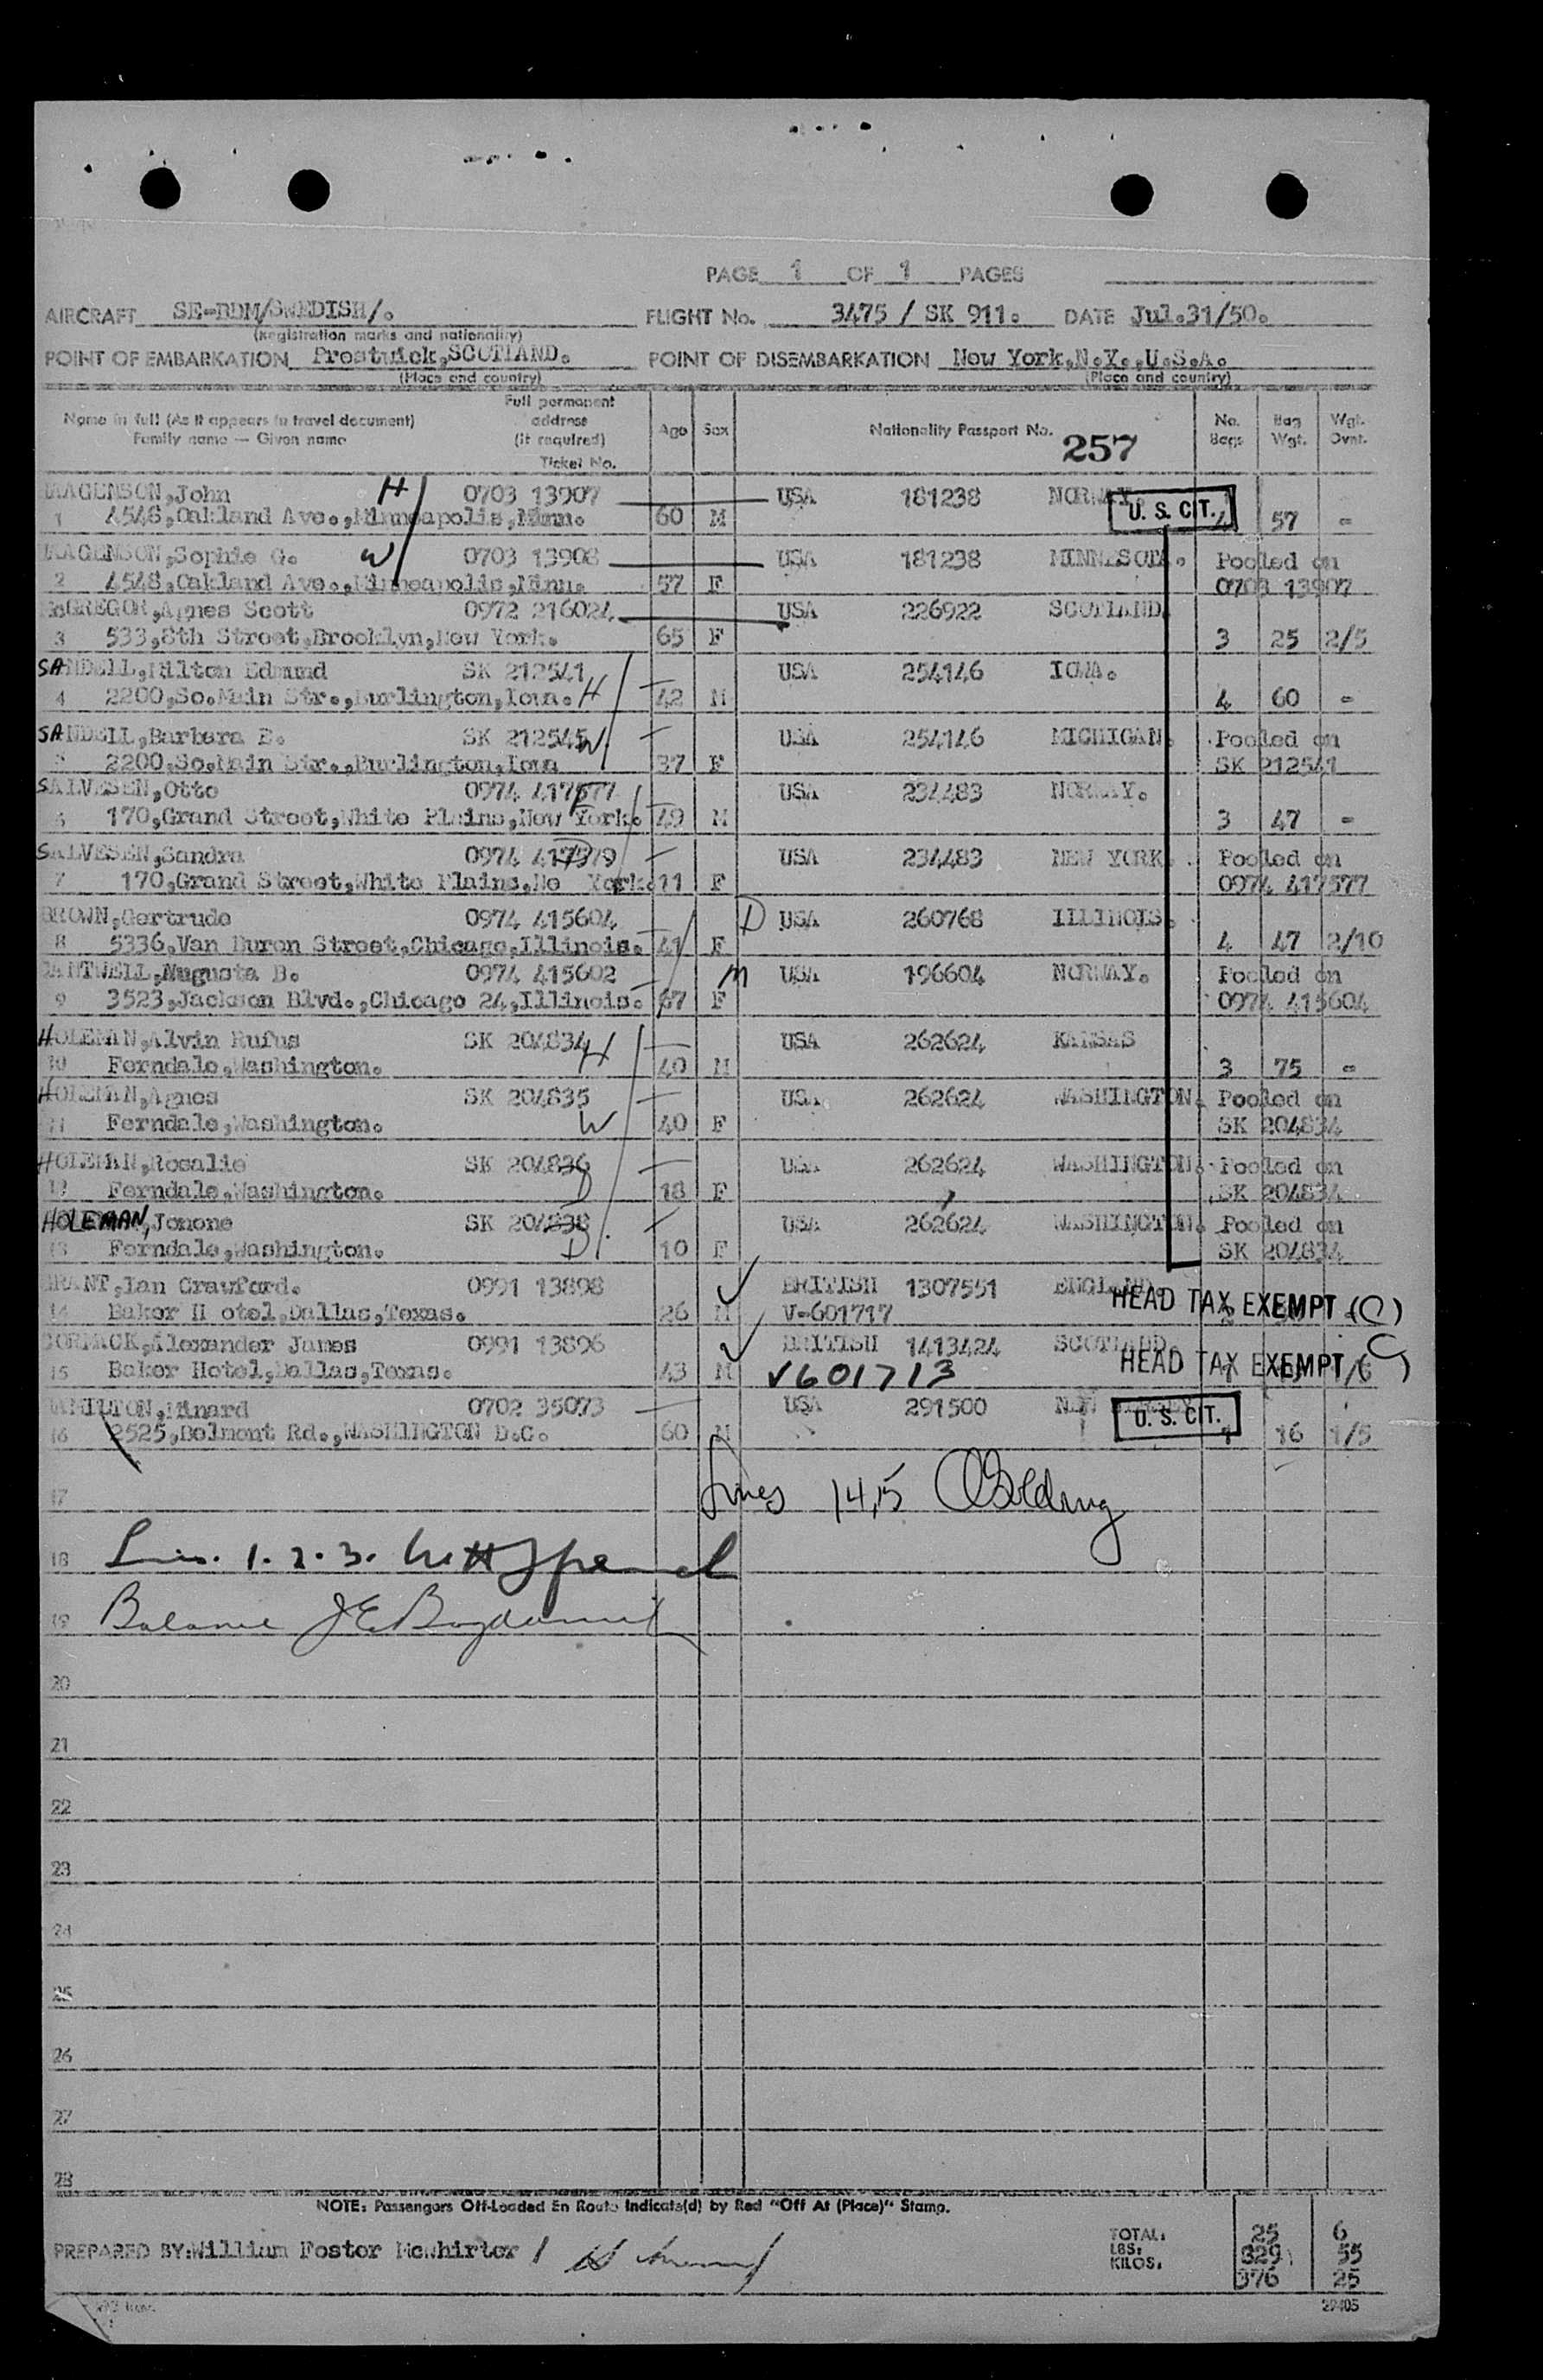 PAGE 1 OF 1 PAGES
AIRCRAFT SE-BDM/SWEDISH/. FLIGHT No. 3475 / SK 911. DATE Jul.31/50.
(Registration marks and nationality)
POINT OF EMBARKATION Prestwick,SCOTLAND. POINT OF DISEMBARKATION New York,N.Y.,U.S.A.
(Place and country) (Place and country)
Name in full (As it appears in travel document) Family name — Given name
Full permanent address (if required) Ticket No.
Age Sex Nationality Passport No. 257 No. Bags Bag Wgt. Wgt. Ovnt.
John H 0703 13907 USA 181238 NORWAY. U. S. CIT.
1 4548,Oakland Ave.,Minneapolis,Minn. 60 M 4 57 -
Sophie G. W 0703 13908 USA 181238 MINNESOTA. Pooled on
2 4548,Oakland Ave.,Minneapolis,Minn. 57 F 0703 13907
McGREGOR,Agnes Scott 0972 216024 USA 226922 SCOTLAND.
3 533,8th Street,Brooklyn,New York. 65 F 3 25 2/5
SANDELL,Milton Edmund SK 212541 USA 254146 IOWA.
4 2200,So.Main Str.,Burlington,Iowa. H 42 M 4 60 -
SANDELL,Barbara B. SK 212545 W USA 254146 MICHIGAN. Pooled on
5 2200,So.Main Str.,Burlington,Iowa 37 F SK 212541
SALVESEN,Otto 0974 417577 USA 234483 NORWAY.
6 170,Grand Street,White Plains,New York. 49 M 3 47 -
SALVESEN,Sandra 0974 417579 D USA 234483 NEW YORK. Pooled on
7 170,Grand Street,White Plains,Ne York. 11 F 0974 417577
BROWN,Gertrude 0974 415604 D USA 260768 ILLINOIS.
8 5336,Van Buren Street,Chicago,Illinois. 41 F 4 47 2/10
CANTWELL,Augusta B. 0974 415602 M USA 196604 NORWAY. Pooled on
9 3523,Jackson Blvd.,Chicago 24,Illinois. 67 F 0974 415604
HOLEMAN,Alvin Rufus SK 204834 H USA 262624 KANSAS
10 Ferndale,Washington. 40 M 3 75 -
HOLEMAN,Agnes SK 204835 USA 262624 WASHINGTON. Pooled on
11 Ferndale,Washington. W 40 F SK 204834
HOLEMAN,Rosalie SK 204836 USA 262624 WASHINGTON. Pooled on
12 Ferndale,Washington. D 18 F SK 204834
HOLEMAN,Jonone SK 204838 USA 262624 WASHINGTON. Pooled on
13 Ferndale,Washington. D 10 F SK 204834
GRANT,Ian Crawford. 0991 13898 BRITISH 1307551 ENGLAND.
14 Baker H otel,Dallas,Texas. 26 M V-601717 HEAD TAX EXEMPT (C)
CORMACK,Alexander James 0991 13896 BRITISH 1413424 SCOTLAND.
15 Baker Hotel,Dallas,Texas. 43 M V601713 HEAD TAX EXEMPT (C)
HAMILTON,Minard 0702 35073 USA 291500 NEW JERSEY U. S. CIT.
16 2525,Belmont Rd.,WASHINGTON D.C. 60 M 1 16 1/5
17 Lines 14,15 Golding
18 1.2.3.
19 Balance
20
21
22
23
24
25
26
27
28
NOTE: Passengers Off-Loaded En Route Indicate(d) by Red "Off At (Place)" Stamp.
PREPARED BY:William Foster McWhirter /
TOTAL: 25 6
LBS: 829 55
KILOS: 376 25
29405